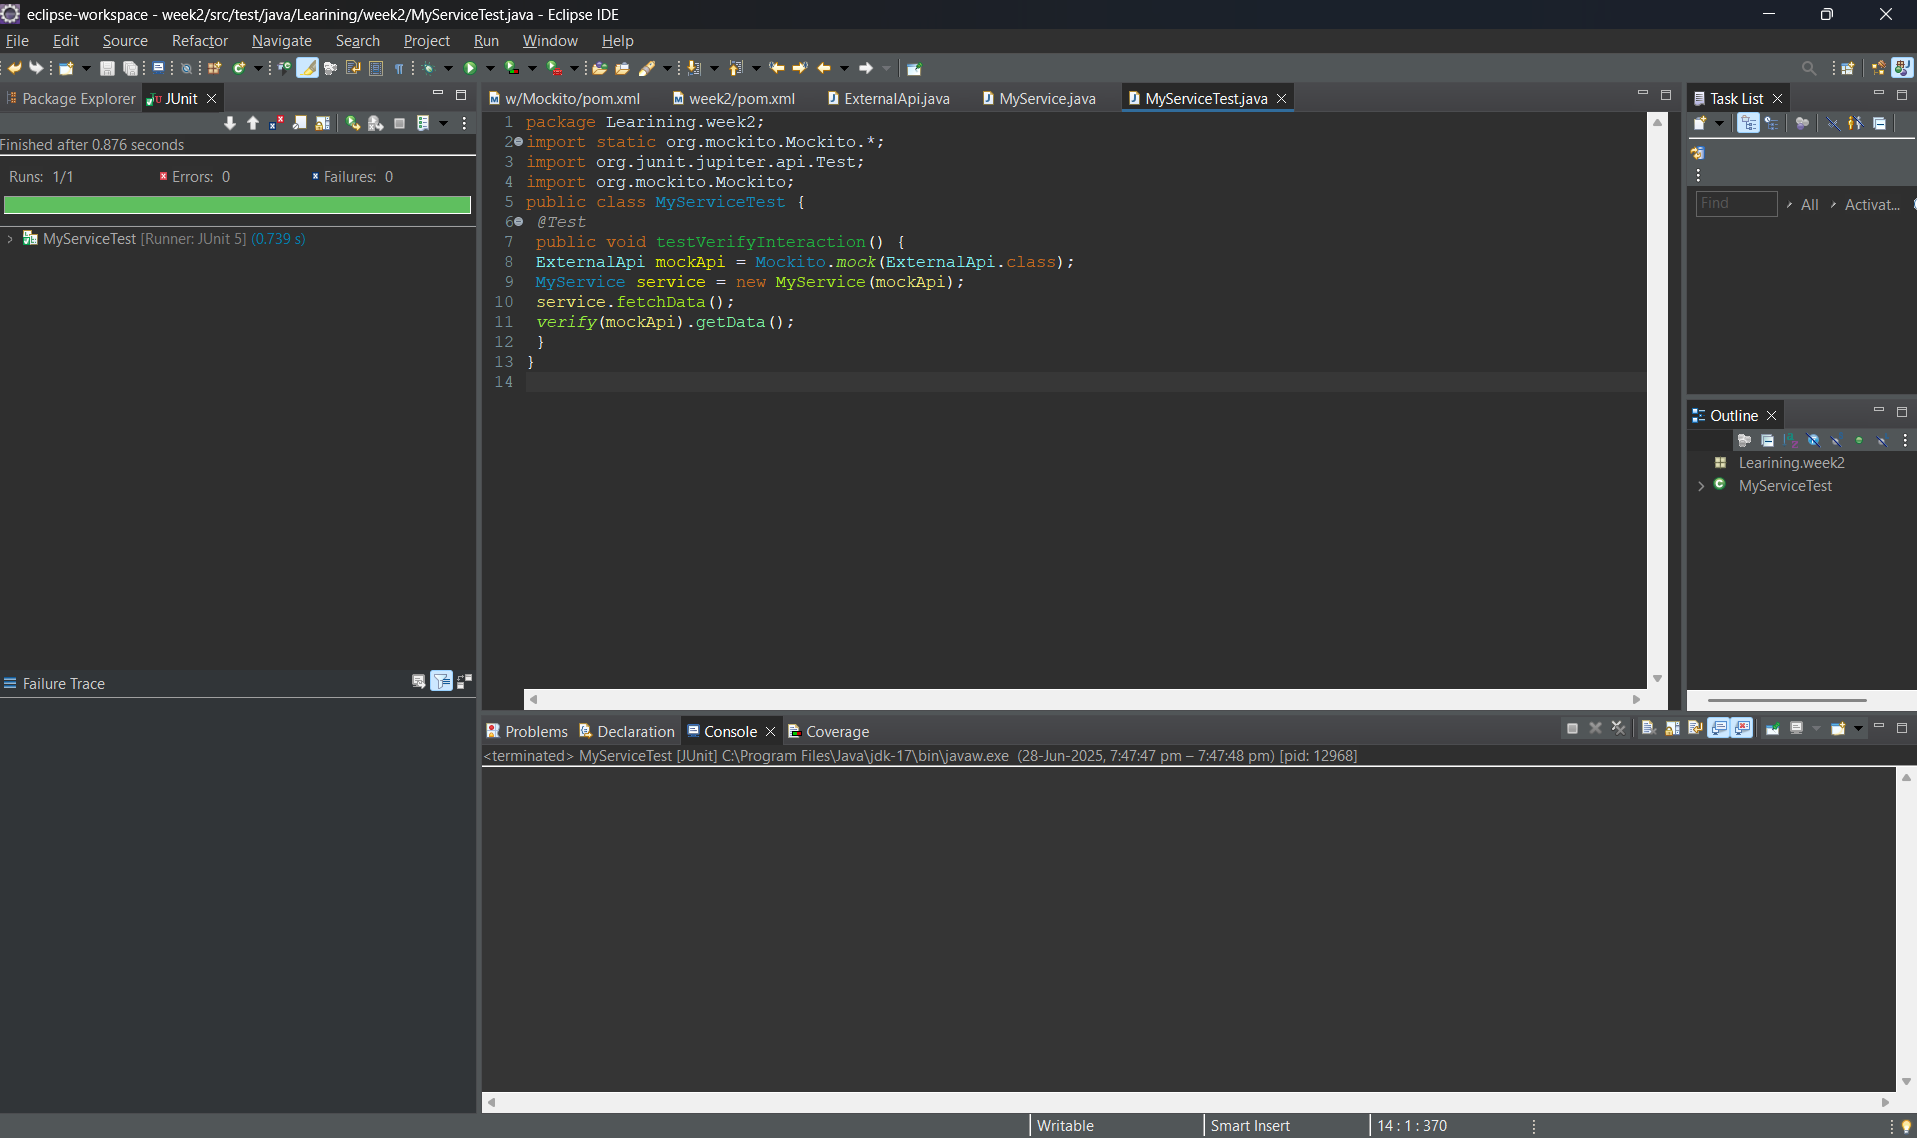 eclipse-workspace - week2/src/test/java/Learining/week2/MyServiceTest.java - Eclipse IDE
File Edit Source Refactor Navigate Search Project Run Window Help
Package Explorer JUnit
Finished after 0.876 seconds
Runs: 1/1 Errors: 0 Failures: 0
MyServiceTest [Runner: JUnit 5] (0.739 s)
Failure Trace
w/Mockito/pom.xml week2/pom.xml ExternalApi.java MyService.java MyServiceTest.java
1 package Learining.week2;
2 import static org.mockito.Mockito.*;
3 import org.junit.jupiter.api.Test;
4 import org.mockito.Mockito;
5 public class MyServiceTest {
6 @Test
7 public void testVerifyInteraction() {
8 ExternalApi mockApi = Mockito.mock(ExternalApi.class);
9 MyService service = new MyService(mockApi);
10 service.fetchData();
11 verify(mockApi).getData();
12 }
13 }
14
Task List
Find All Activat...
Outline
Learining.week2
MyServiceTest
Problems Declaration Console Coverage
<terminated> MyServiceTest [JUnit] C:\Program Files\Java\jdk-17\bin\javaw.exe (28-Jun-2025, 7:47:47 pm – 7:47:48 pm) [pid: 12968]
Writable Smart Insert 14 : 1 : 370